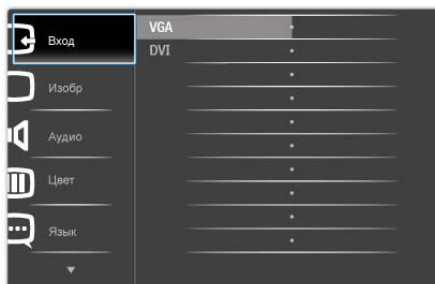 Вход
VGA
DVI
Изобр
Аудио
Цвет
Язык